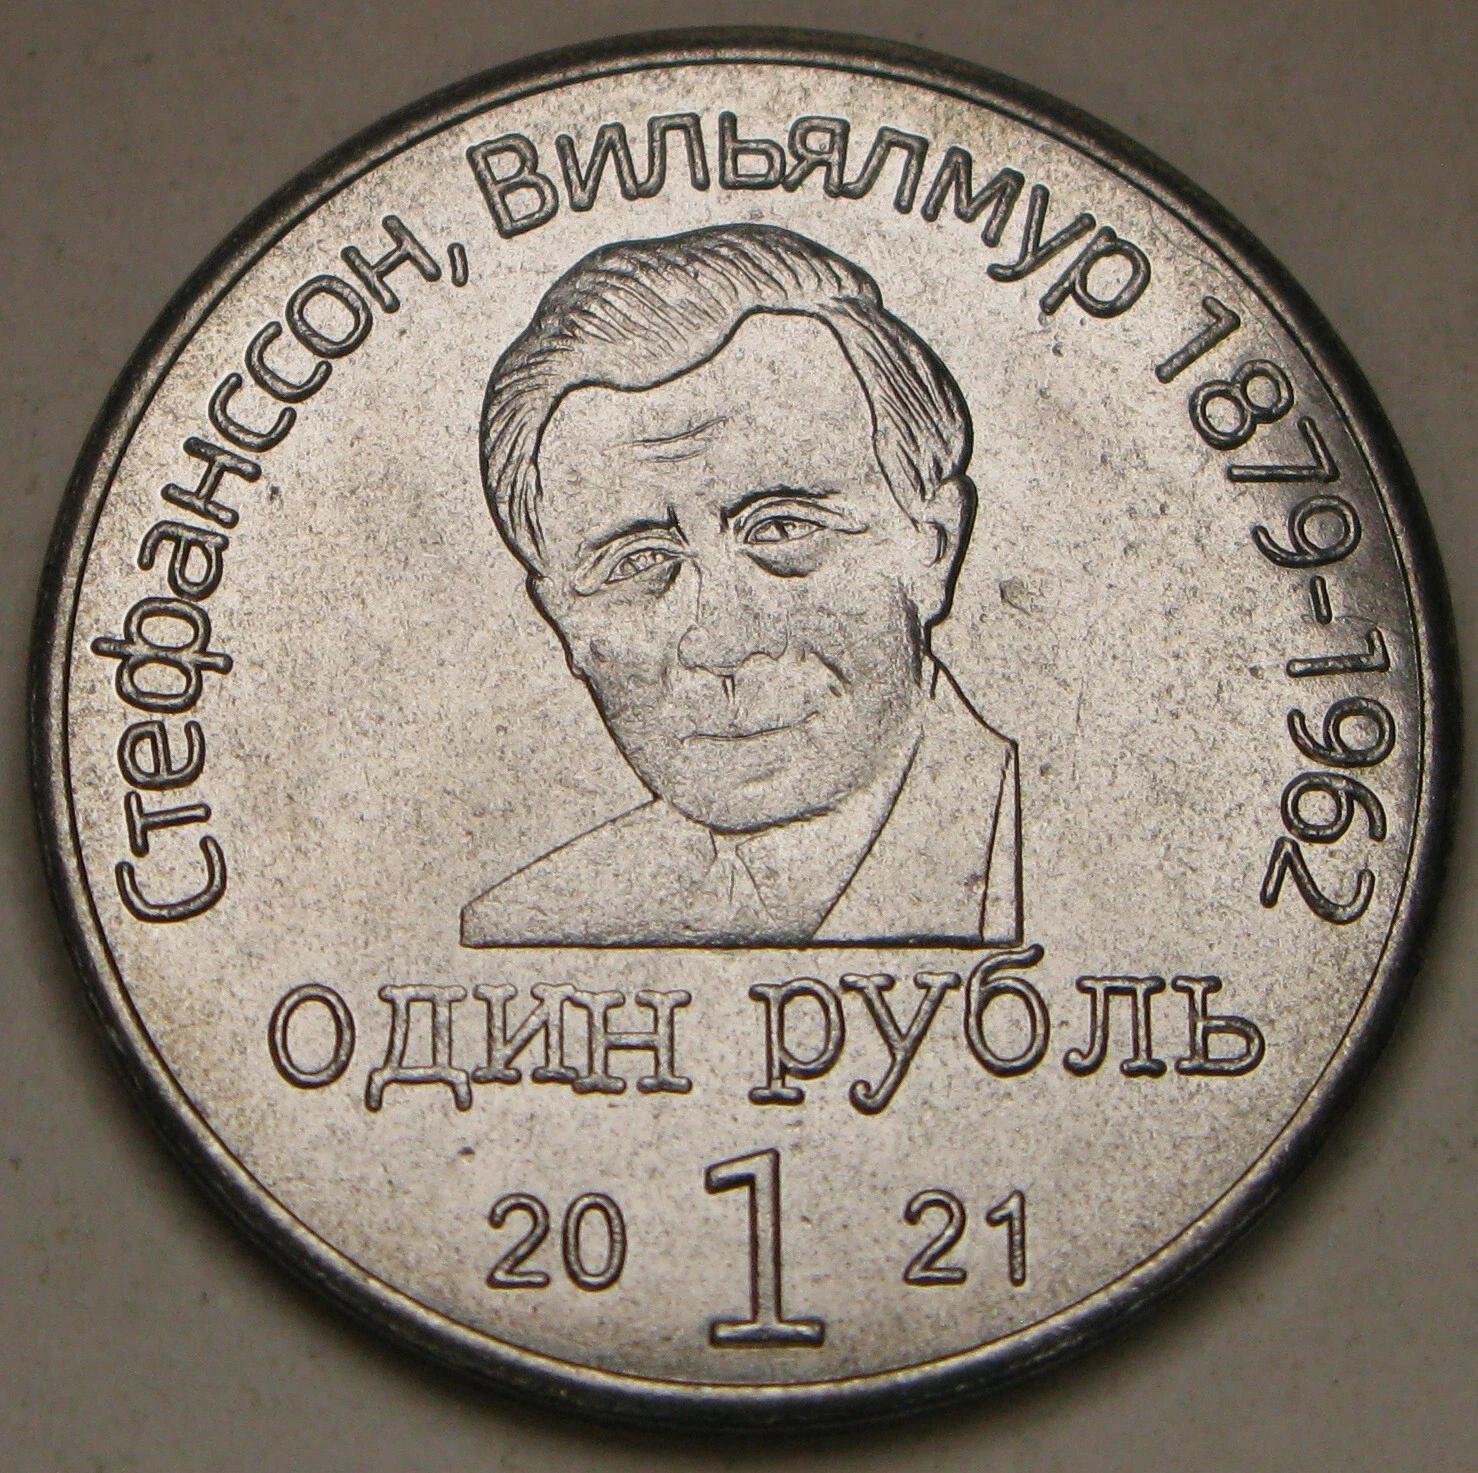 Стефанссон, Вильялмур 1879-1962
один рубль
20 1 21